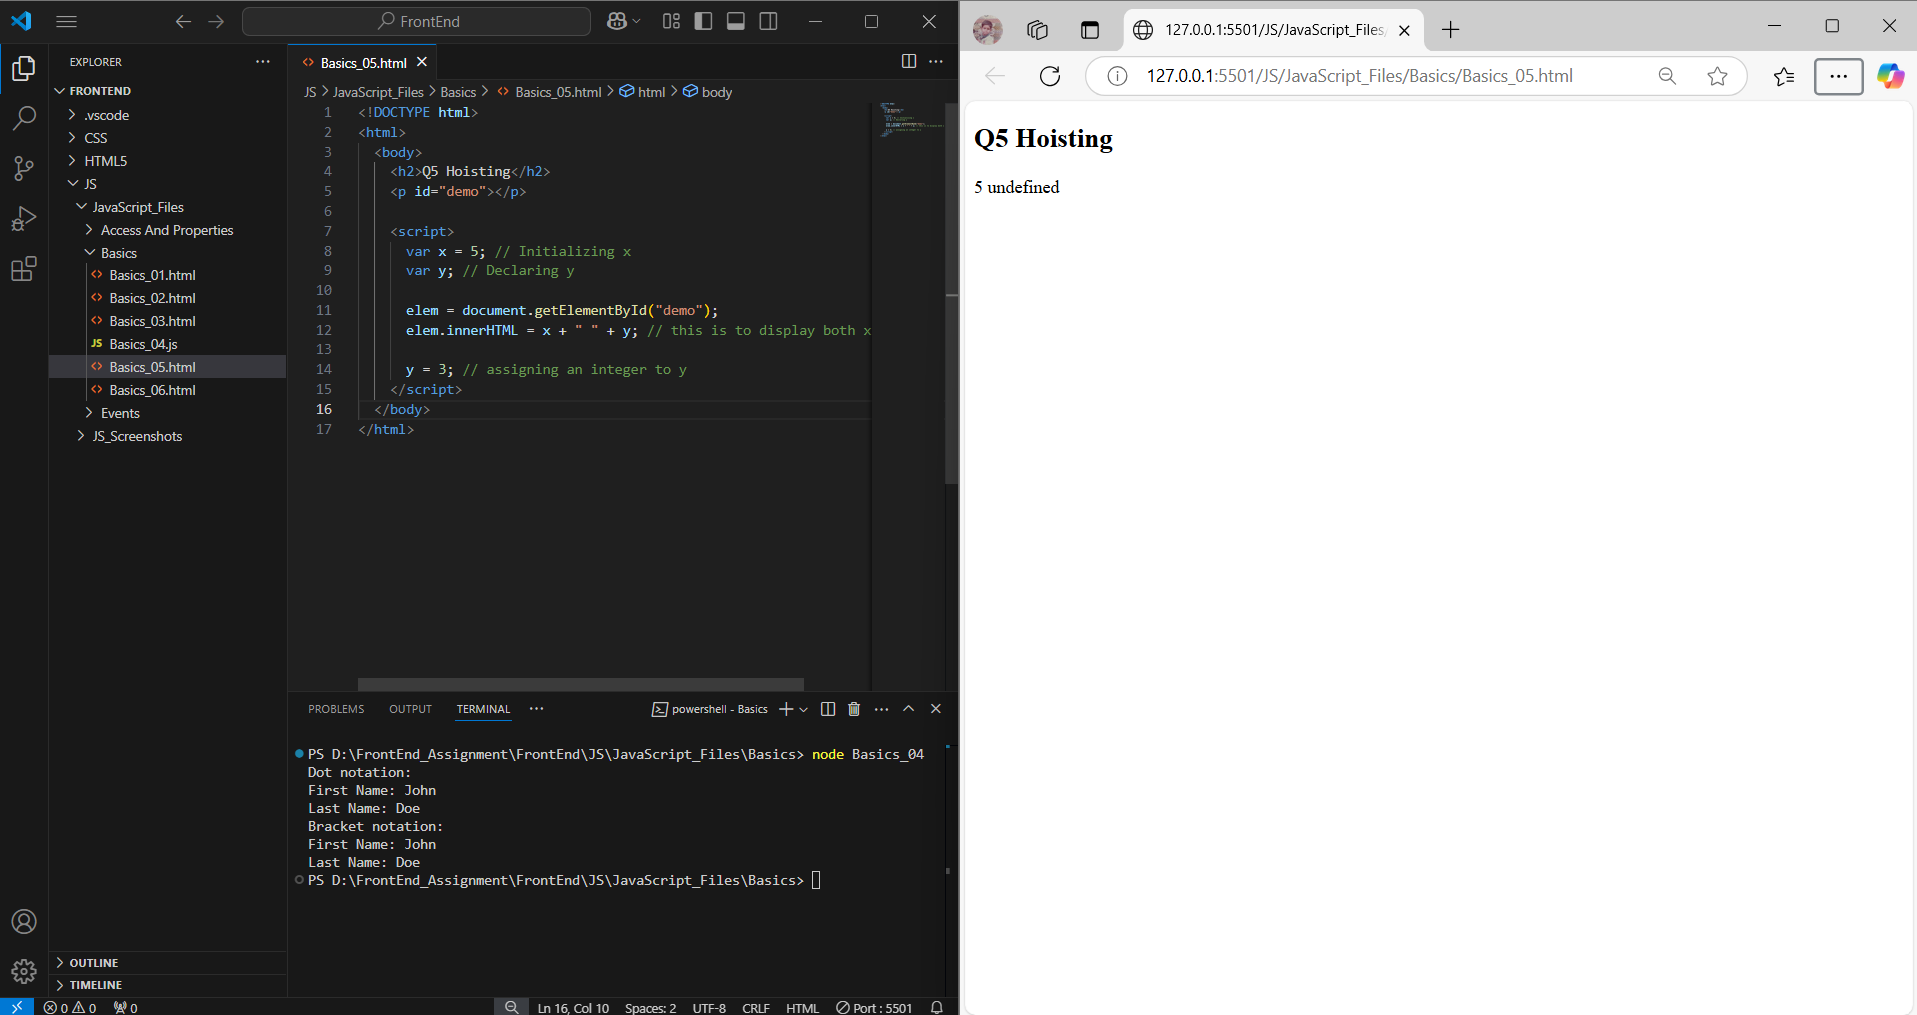 FrontEnd
EXPLORER
FRONTEND
.vscode
CSS
HTML5
JS
JavaScript_Files
Access And Properties
Basics
Basics_01.html
Basics_02.html
Basics_03.html
JS Basics_04.js
Basics_05.html
Basics_06.html
Events
JS_Screenshots
OUTLINE
TIMELINE
Basics_05.html
JS > JavaScript_Files > Basics > Basics_05.html > html > body
1 <!DOCTYPE html>
2 <html>
3 <body>
4 <h2>Q5 Hoisting</h2>
5 <p id="demo"></p>
6
7 <script>
8 var x = 5; // Initializing x
9 var y; // Declaring y
10
11 elem = document.getElementById("demo");
12 elem.innerHTML = x + " " + y; // this is to display both x
13
14 y = 3; // assigning an integer to y
15 </script>
16 </body>
17 </html>
PROBLEMS OUTPUT TERMINAL
powershell - Basics
PS D:\FrontEnd_Assignment\FrontEnd\JS\JavaScript_Files\Basics> node Basics_04
Dot notation:
First Name: John
Last Name: Doe
Bracket notation:
First Name: John
Last Name: Doe
PS D:\FrontEnd_Assignment\FrontEnd\JS\JavaScript_Files\Basics>
0 0 0
Ln 16, Col 10 Spaces: 2 UTF-8 CRLF HTML Port : 5501
127.0.0.1:5501/JS/JavaScript_Files
127.0.0.1:5501/JS/JavaScript_Files/Basics/Basics_05.html
Q5 Hoisting
5 undefined